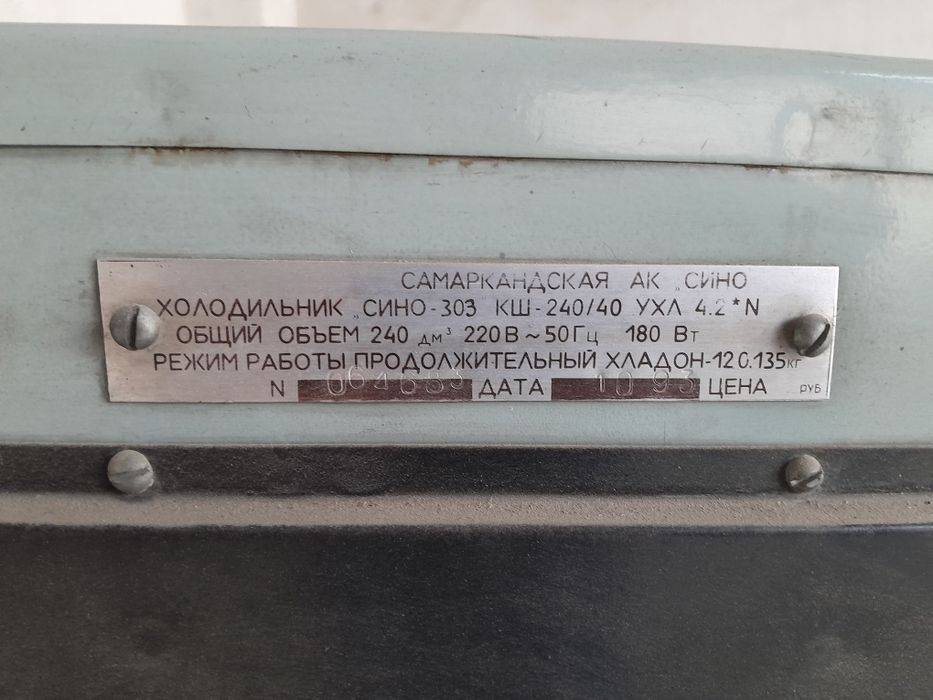 САМАРКАНДСКАЯ АК „СИНО
ХОЛОДИЛЬНИК „СИНО-303 КШ-240/40 УХЛ 4.2*N
ОБЩИЙ ОБЪЕМ 240 дм³ 220В~50Гц 180 Вт
РЕЖИМ РАБОТЫ ПРОДОЛЖИТЕЛЬНЫЙ ХЛАДОН-12 0.135кг
N ДАТА 10 93 ЦЕНА РУБ